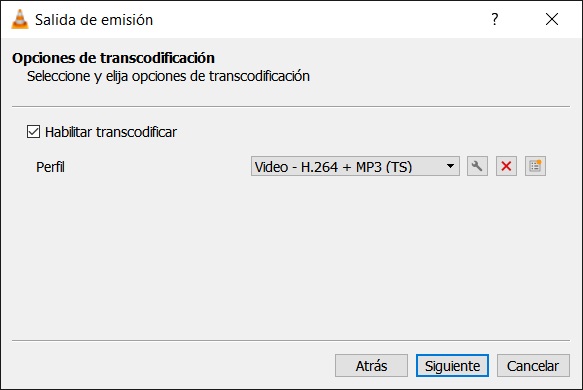 Salida de emisión
?
Opciones de transcodificación
Seleccione y elija opciones de transcodificación
Habilitar transcodificar
Perfil Video - H.264 + MP3 (TS)
Atrás Siguiente Cancelar